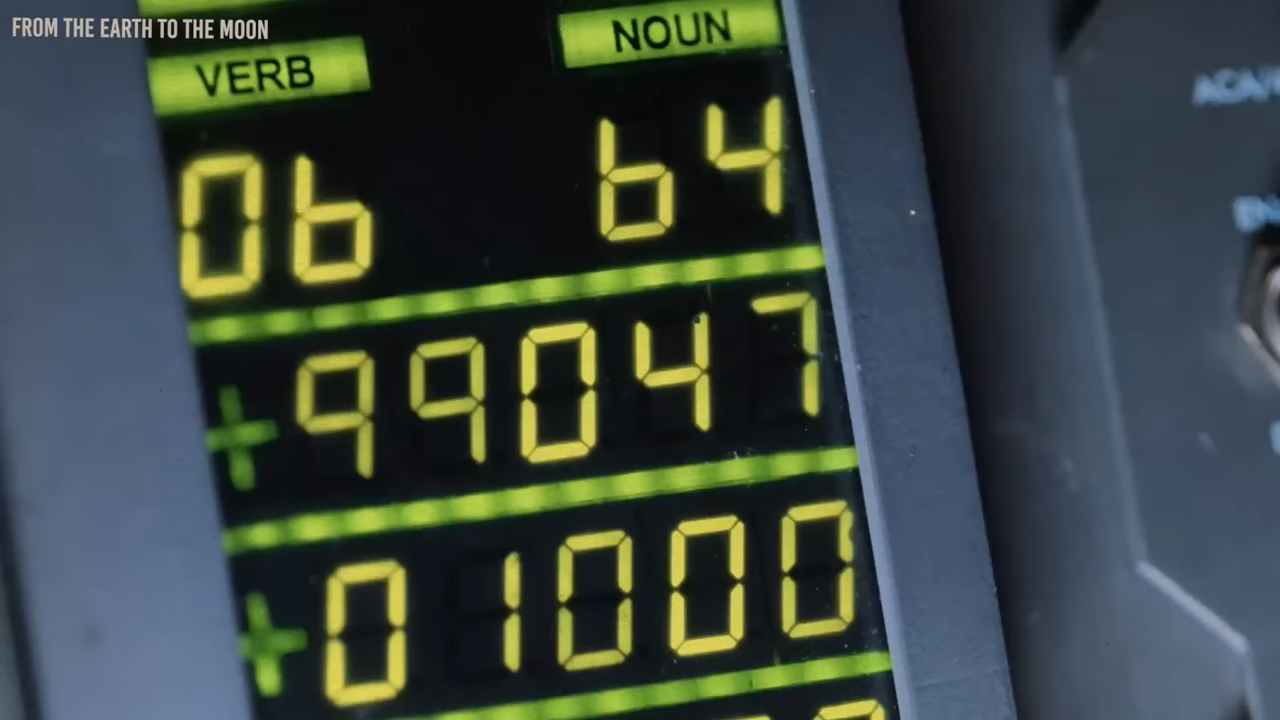 FROM THE EARTH TO THE MOON
VERB NOUN
06 64
+99047
+01000